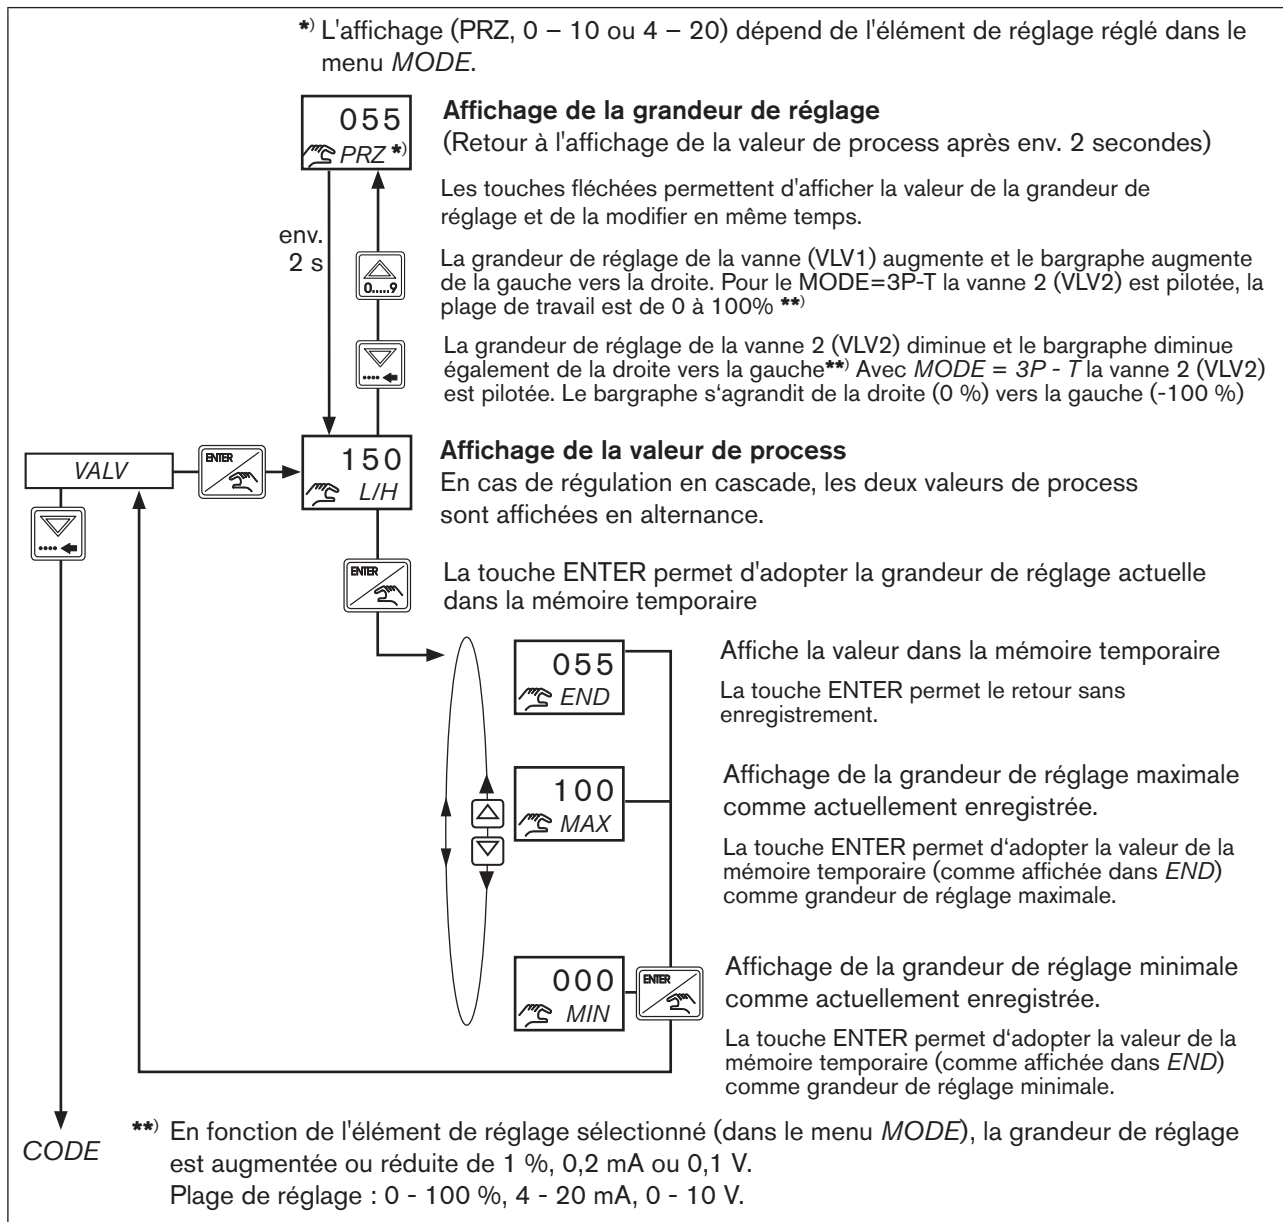 *) L'affichage (PRZ, 0 – 10 ou 4 – 20) dépend de l'élément de réglage réglé dans le
menu MODE.
055
PRZ *)
Affichage de la grandeur de réglage
(Retour à l'affichage de la valeur de process après env. 2 secondes)
Les touches fléchées permettent d'afficher la valeur de la grandeur de
réglage et de la modifier en même temps.
env.
2 s
0.....9
La grandeur de réglage de la vanne (VLV1) augmente et le bargraphe augmente
de la gauche vers la droite. Pour le MODE=3P-T la vanne 2 (VLV2) est pilotée, la
plage de travail est de 0 à 100% **)
La grandeur de réglage de la vanne 2 (VLV2) diminue et le bargraphe diminue
également de la droite vers la gauche**) Avec MODE = 3P - T la vanne 2 (VLV2)
est pilotée. Le bargraphe s‘agrandit de la droite (0 %) vers la gauche (-100 %)
VALV
ENTER
150
L/H
Affichage de la valeur de process
En cas de régulation en cascade, les deux valeurs de process
sont affichées en alternance.
ENTER
La touche ENTER permet d'adopter la grandeur de réglage actuelle
dans la mémoire temporaire
055
END
Affiche la valeur dans la mémoire temporaire
La touche ENTER permet le retour sans
enregistrement.
100
MAX
Affichage de la grandeur de réglage maximale
comme actuellement enregistrée.
La touche ENTER permet d‘adopter la valeur de la
mémoire temporaire (comme affichée dans END)
comme grandeur de réglage maximale.
000
MIN
ENTER
Affichage de la grandeur de réglage minimale
comme actuellement enregistrée.
La touche ENTER permet d‘adopter la valeur de la
mémoire temporaire (comme affichée dans END)
comme grandeur de réglage minimale.
CODE
**) En fonction de l'élément de réglage sélectionné (dans le menu MODE), la grandeur de réglage
est augmentée ou réduite de 1 %, 0,2 mA ou 0,1 V.
Plage de réglage : 0 - 100 %, 4 - 20 mA, 0 - 10 V.